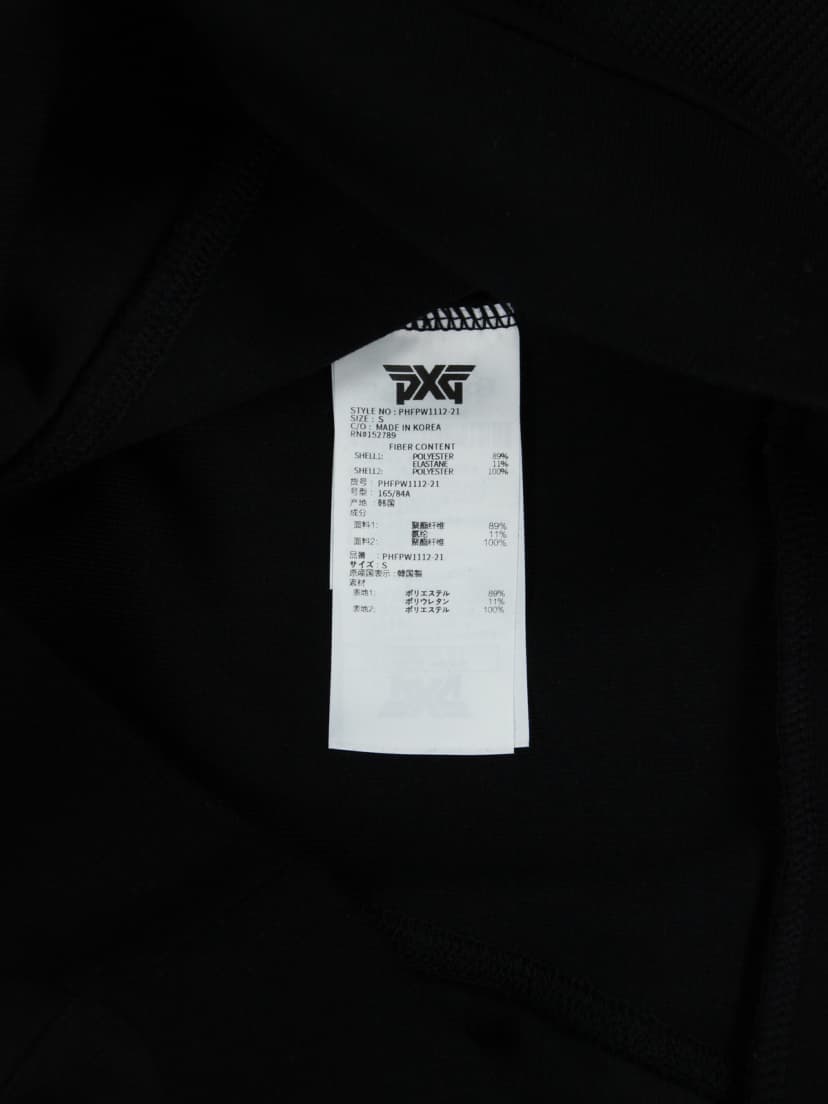 PXG
STYLE NO : PHFPW1112-21
SIZE : S
C/O : MADE IN KOREA
RN#152789
FIBER CONTENT
SHELL1: POLYESTER 89%
ELASTANE 11%
SHELL2: POLYESTER 100%
货号 : PHFPW1112-21
号型 : 165/84A
产地 : 韩国
成分
面料1: 聚酯纤维 89%
氨纶 11%
面料2: 聚酯纤维 100%
品番 : PHFPW1112-21
サイズ : S
原産国表示 : 韓国製
素材
表地1: ポリエステル 89%
ポリウレタン 11%
表地2: ポリエステル 100%